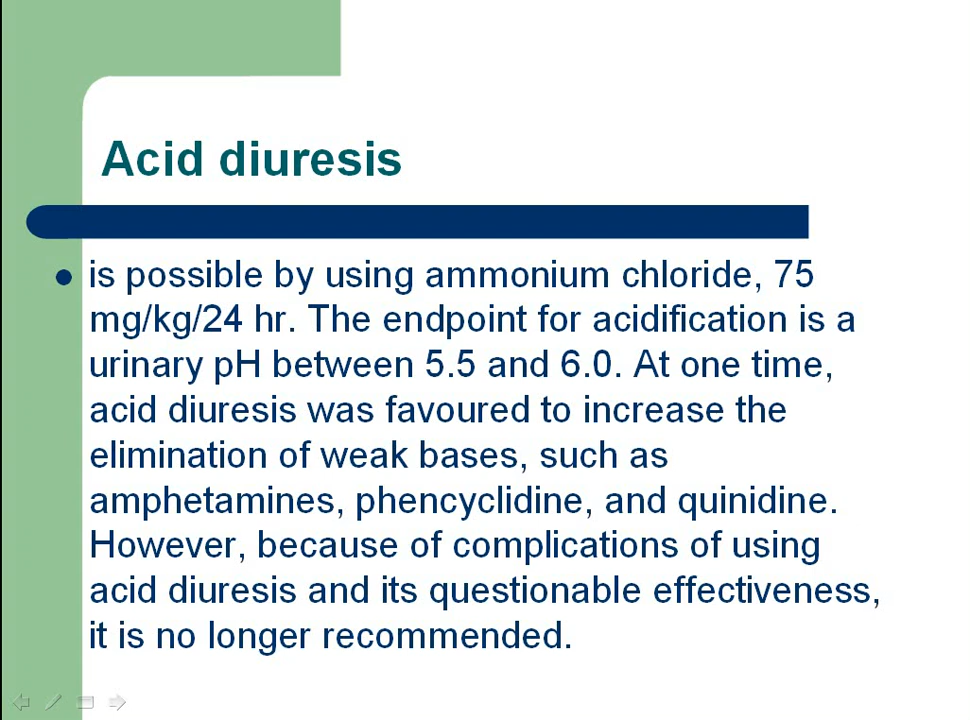 Acid diuresis
is possible by using ammonium chloride, 75
mg/kg/24 hr. The endpoint for acidification is a
urinary pH between 5.5 and 6.0. At one time,
acid diuresis was favoured to increase the
elimination of weak bases, such as
amphetamines, phencyclidine, and quinidine.
However, because of complications of using
acid diuresis and its questionable effectiveness,
it is no longer recommended.